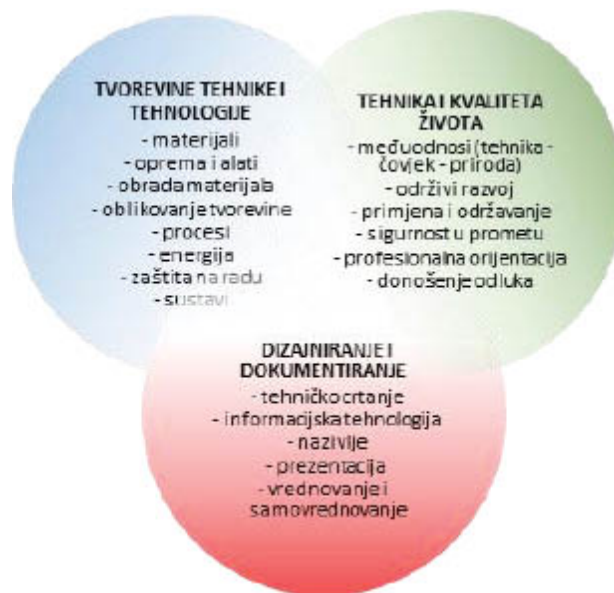 TVOREVINE TEHNIKE I
TEHNOLOGIJE
- materijali
- oprema i alati
- obrada materijala
- oblikovanje tvorevine
- procesi
- energija
- zaštita na radu
- sustavi
TEHNIKA I KVALITETA
ŽIVOTA
- međuodnosi (tehnika -
čovjek - priroda)
- održivi razvoj
- primjena i održavanje
- sigurnost u prometu
- profesionalna orijentacija
- donošenje odluka
DIZAJNIRANJE I
DOKUMENTIRANJE
- tehničko crtanje
- informacijska tehnologija
- nazivlje
- prezentacija
- vrednovanje i
samovrednovanje